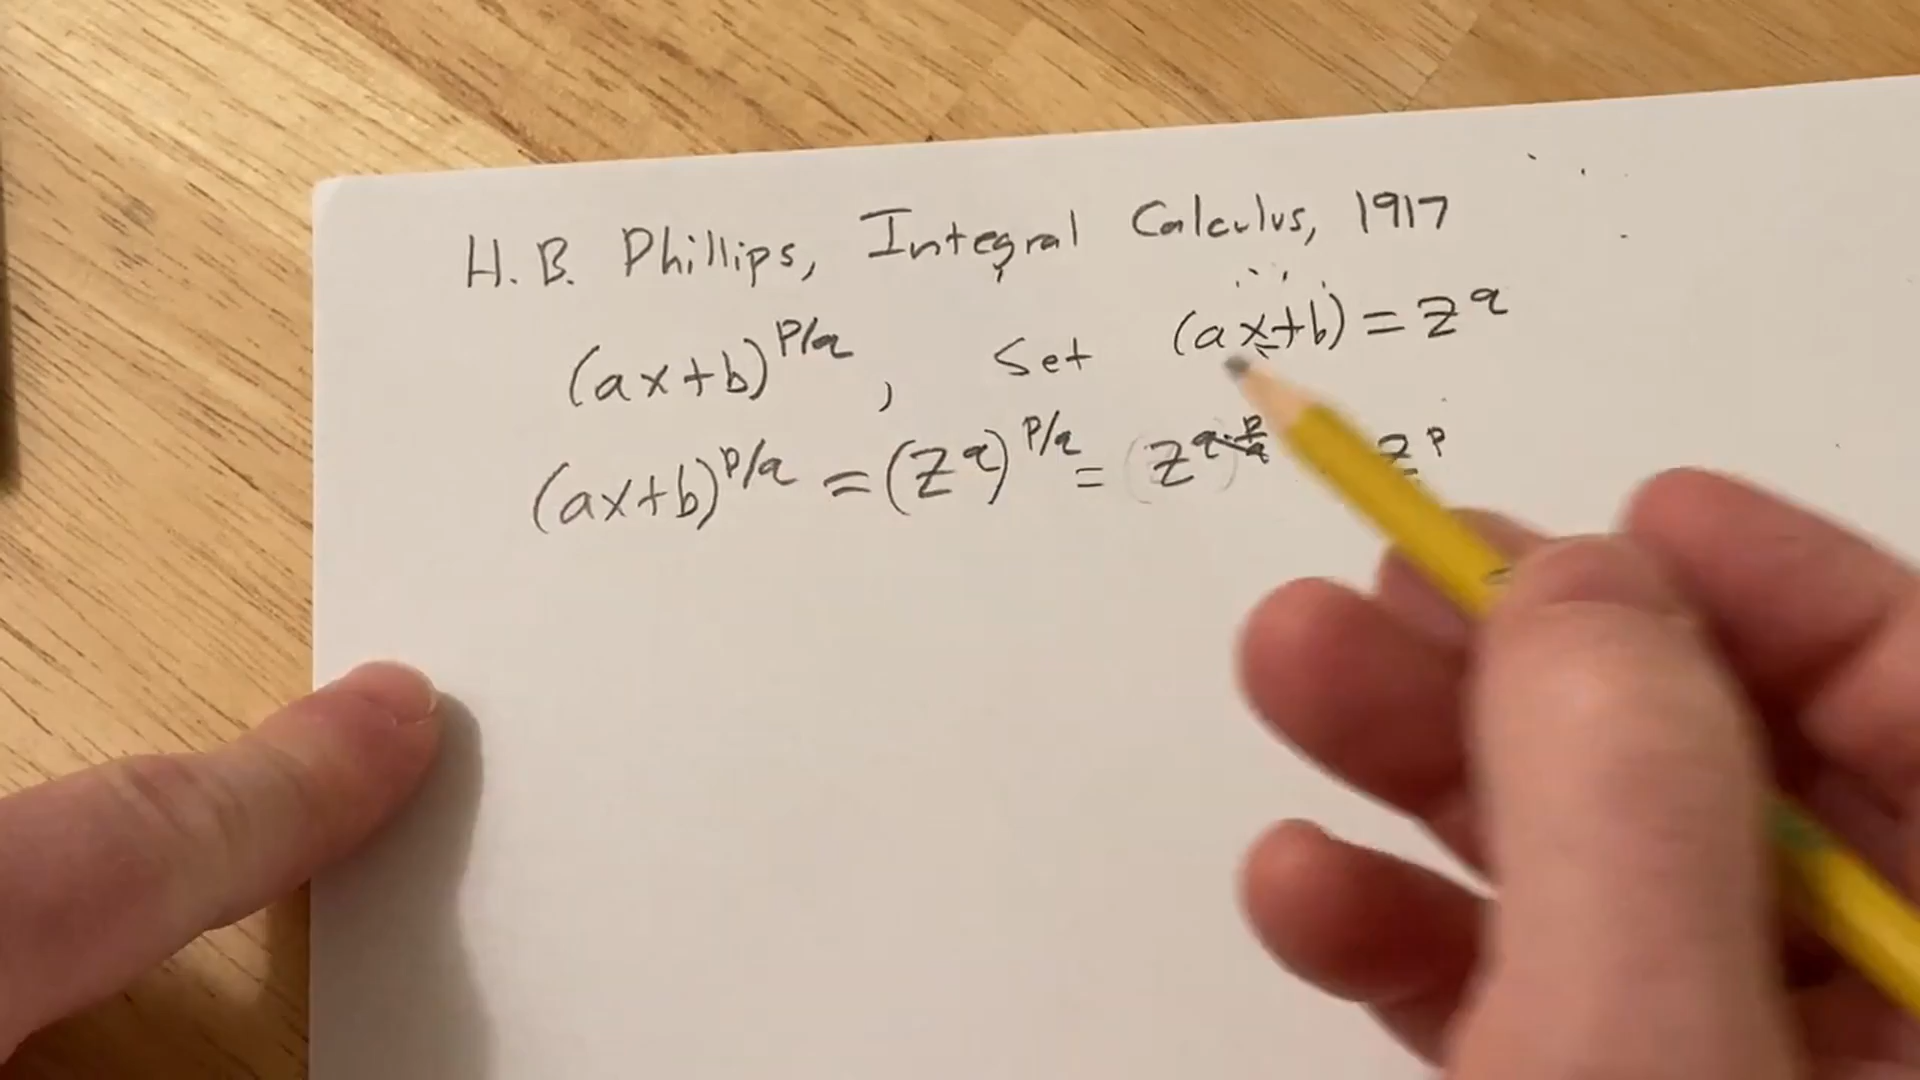 H.B. Phillips, Integral Calculus, 1917
(ax+b)^{p/q}, Set (ax+b) = z^q
(ax+b)^{p/q} = (z^q)^{p/q} = z^{q·p/q} z^p